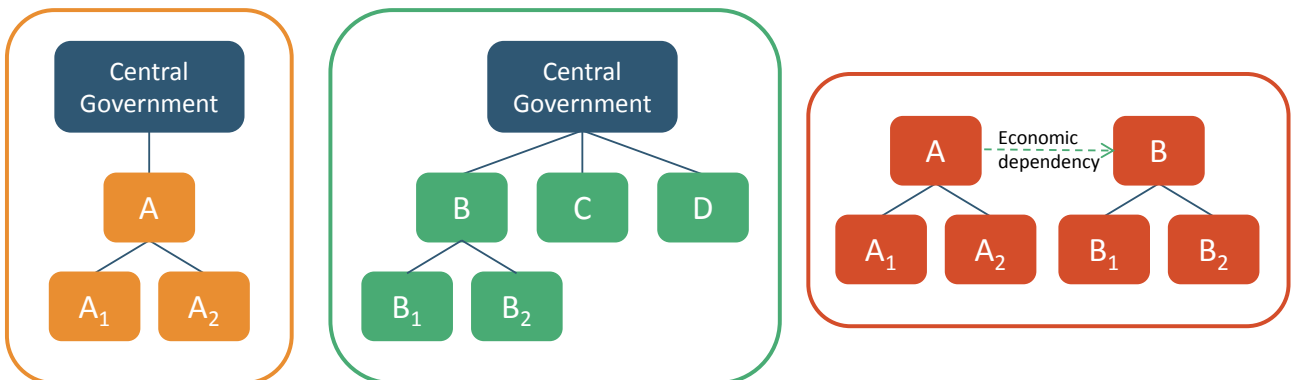 Central
Government
A
A₁
A₂
Central
Government
B
C
D
B₁
B₂
A
Economic
dependency
B
A₁
A₂
B₁
B₂